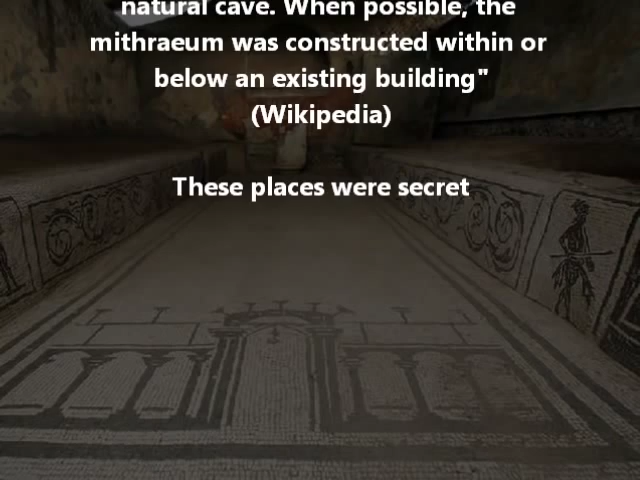 natural cave. When possible, the
mithraeum was constructed within or
below an existing building"
(Wikipedia)
These places were secret